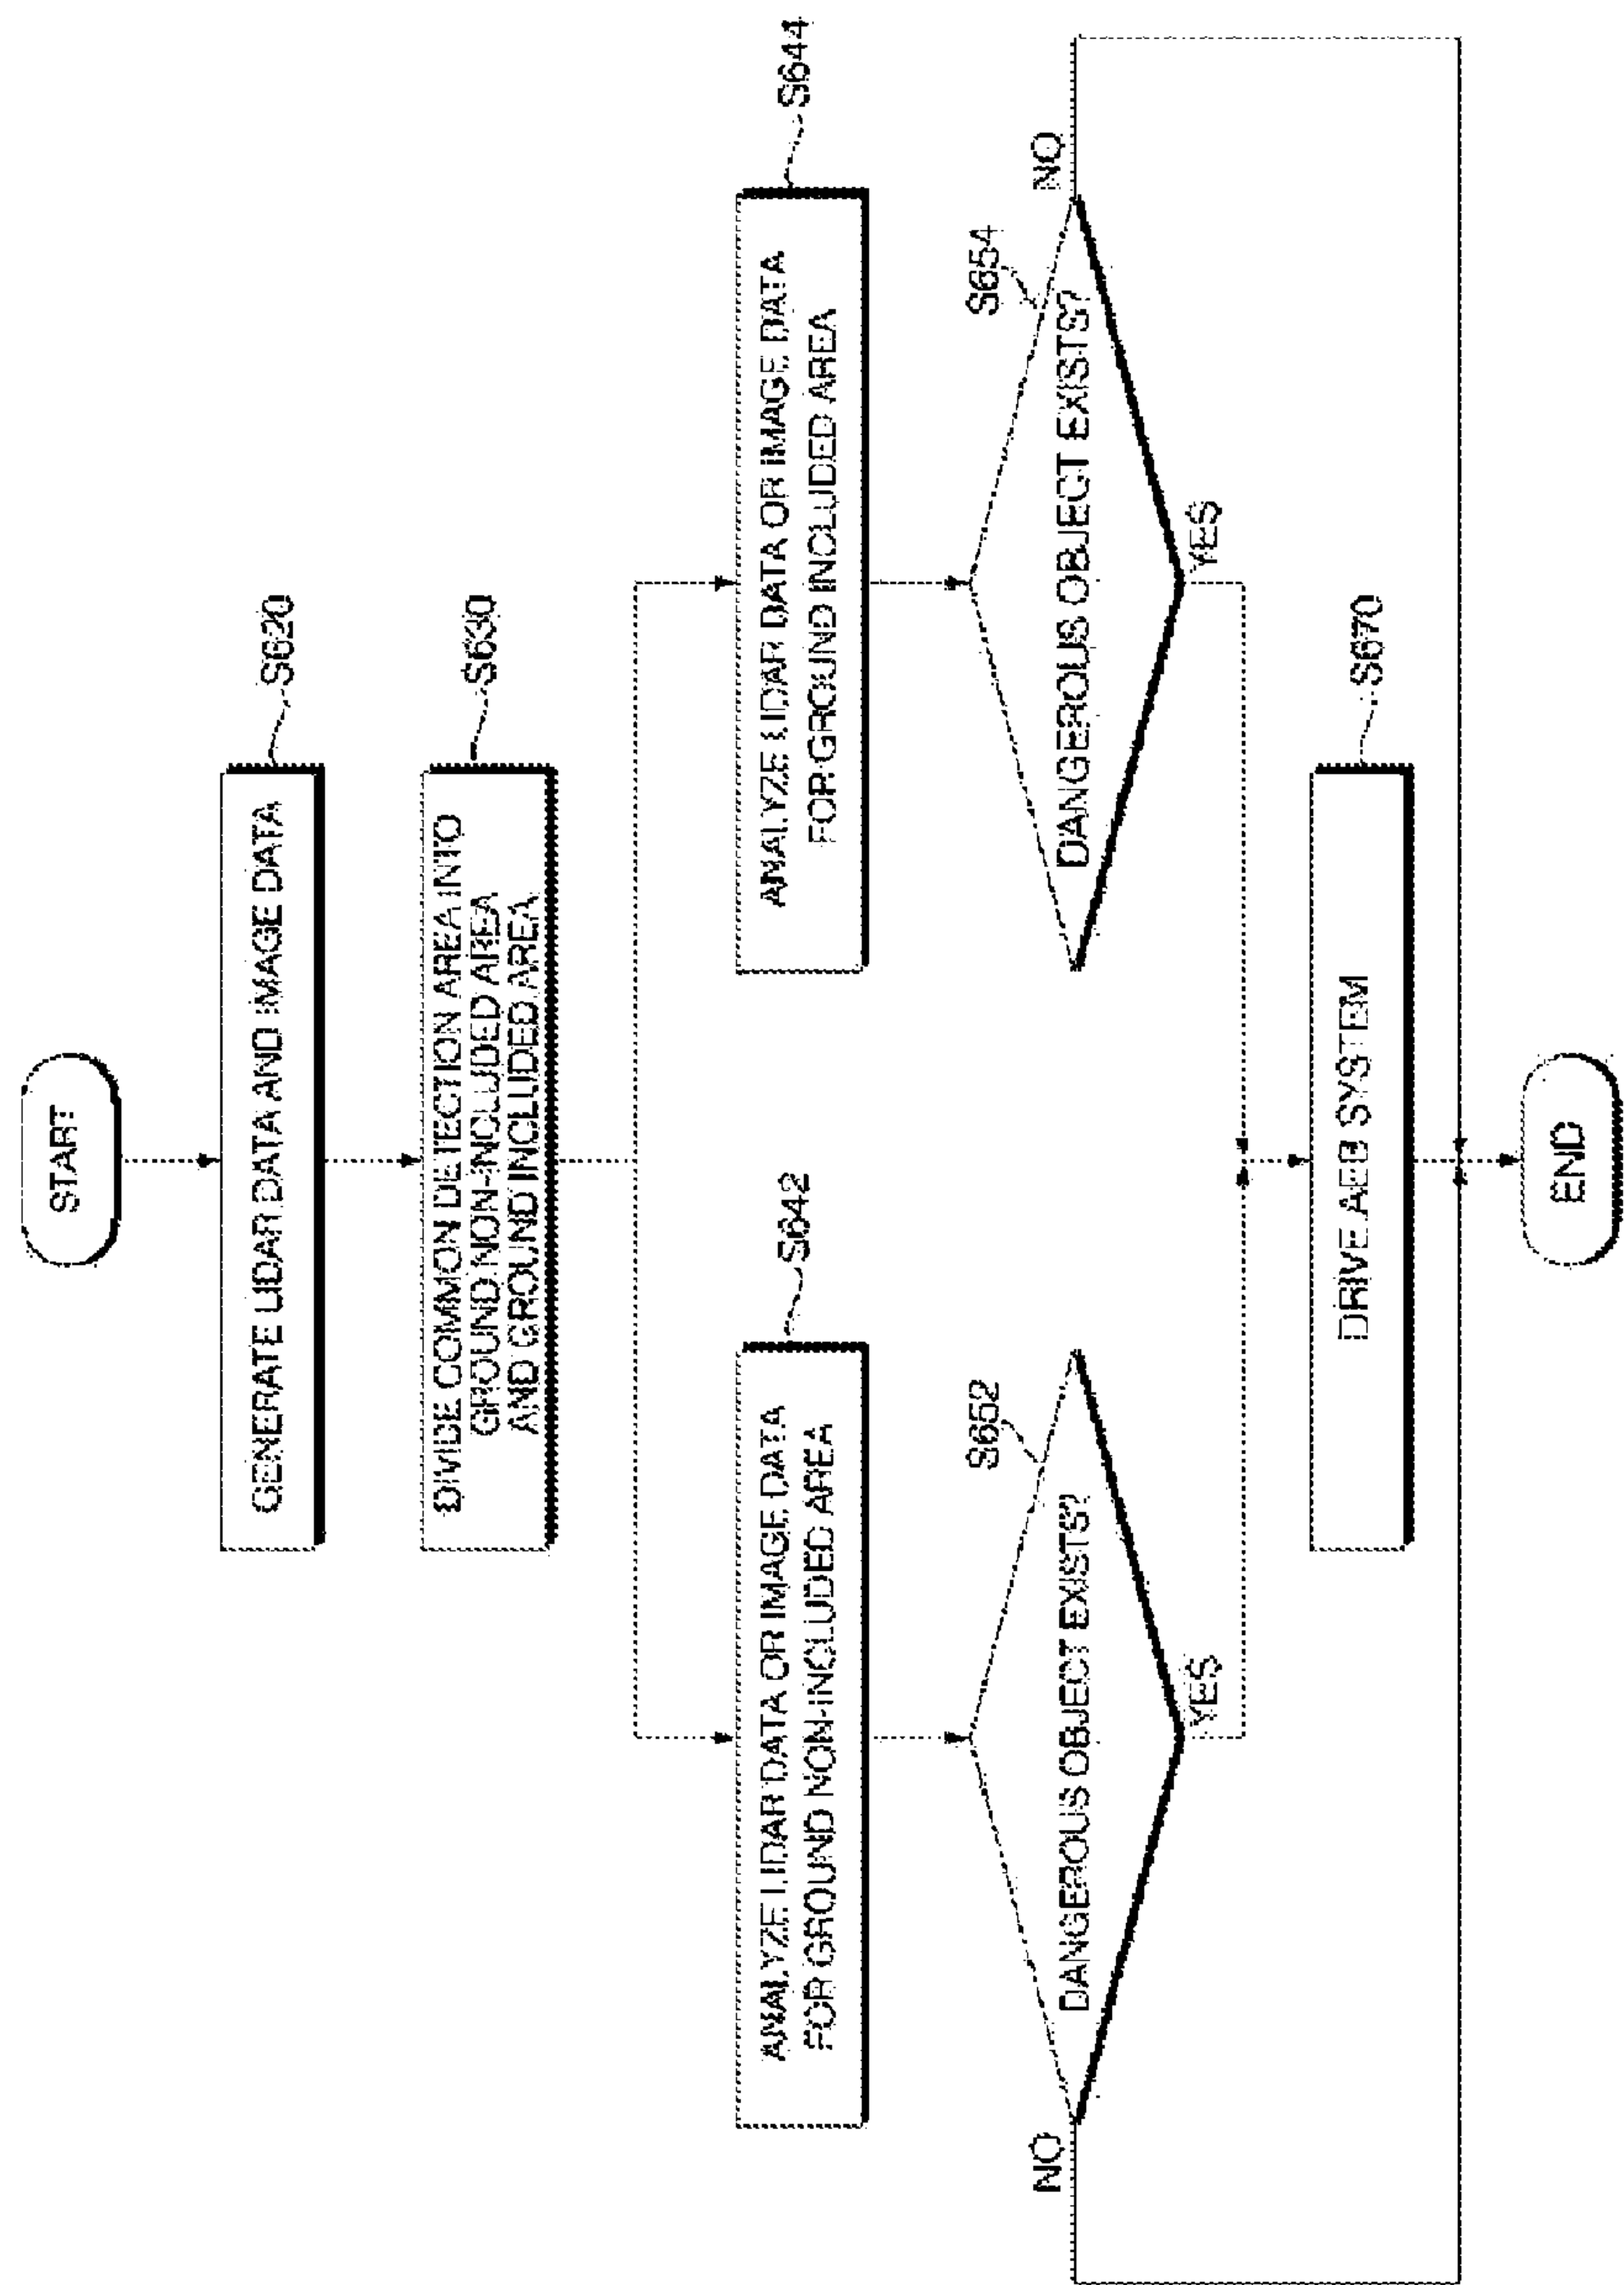 START
GENERATE LIDAR DATA AND IMAGE DATA
S620
DIVIDE COMMON DETECTION AREA INTO
GROUND NON-INCLUDED AREA
AND GROUND INCLUDED AREA
S630
ANALYZE LIDAR DATA OR IMAGE DATA
FOR GROUND NON-INCLUDED AREA
S642
ANALYZE LIDAR DATA OR IMAGE DATA
FOR GROUND INCLUDED AREA
S644
DANGEROUS OBJECT EXISTS?
S652
NO
YES
DANGEROUS OBJECT EXISTS?
S654
NO
YES
DRIVE AEB SYSTEM
S670
END